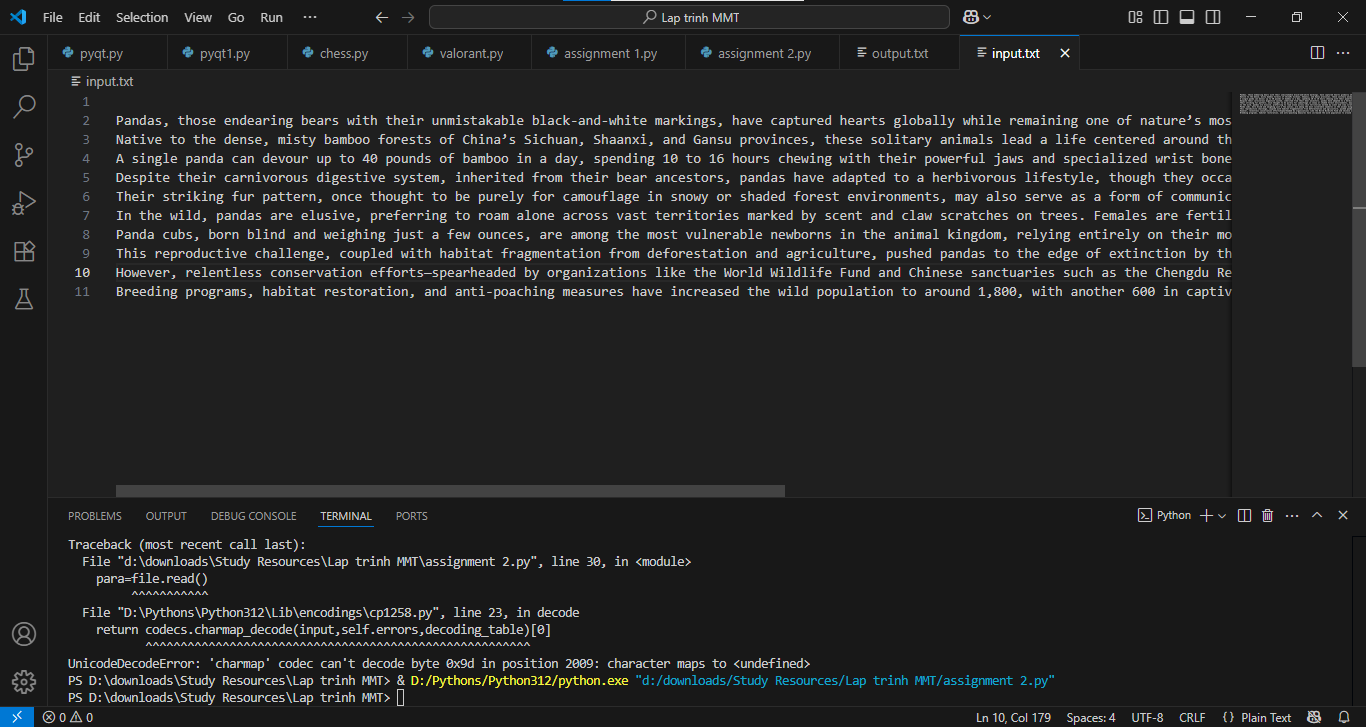 File Edit Selection View Go Run ··· ← → Lap trinh MMT
pyqt.py pyqt1.py chess.py valorant.py assignment 1.py assignment 2.py output.txt input.txt
input.txt
1
2 Pandas, those endearing bears with their unmistakable black-and-white markings, have captured hearts globally while remaining one of nature’s mos
3 Native to the dense, misty bamboo forests of China’s Sichuan, Shaanxi, and Gansu provinces, these solitary animals lead a life centered around th
4 A single panda can devour up to 40 pounds of bamboo in a day, spending 10 to 16 hours chewing with their powerful jaws and specialized wrist bone
5 Despite their carnivorous digestive system, inherited from their bear ancestors, pandas have adapted to a herbivorous lifestyle, though they occa
6 Their striking fur pattern, once thought to be purely for camouflage in snowy or shaded forest environments, may also serve as a form of communic
7 In the wild, pandas are elusive, preferring to roam alone across vast territories marked by scent and claw scratches on trees. Females are fertil
8 Panda cubs, born blind and weighing just a few ounces, are among the most vulnerable newborns in the animal kingdom, relying entirely on their mo
9 This reproductive challenge, coupled with habitat fragmentation from deforestation and agriculture, pushed pandas to the edge of extinction by th
10 However, relentless conservation efforts—spearheaded by organizations like the World Wildlife Fund and Chinese sanctuaries such as the Chengdu Re
11 Breeding programs, habitat restoration, and anti-poaching measures have increased the wild population to around 1,800, with another 600 in captiv
PROBLEMS OUTPUT DEBUG CONSOLE TERMINAL PORTS Python
Traceback (most recent call last):
File "d:\downloads\Study Resources\Lap trinh MMT\assignment 2.py", line 30, in <module>
para=file.read()
^^^^^^^^^^^
File "D:\Pythons\Python312\Lib\encodings\cp1258.py", line 23, in decode
return codecs.charmap_decode(input,self.errors,decoding_table)[0]
^^^^^^^^^^^^^^^^^^^^^^^^^^^^^^^^^^^^^^^^^^^^^^^^^^
UnicodeDecodeError: 'charmap' codec can't decode byte 0x9d in position 2009: character maps to <undefined>
PS D:\downloads\Study Resources\Lap trinh MMT> & D:/Pythons/Python312/python.exe "d:/downloads/Study Resources/Lap trinh MMT/assignment 2.py"
PS D:\downloads\Study Resources\Lap trinh MMT>
0 0 Ln 10, Col 179 Spaces: 4 UTF-8 CRLF {} Plain Text